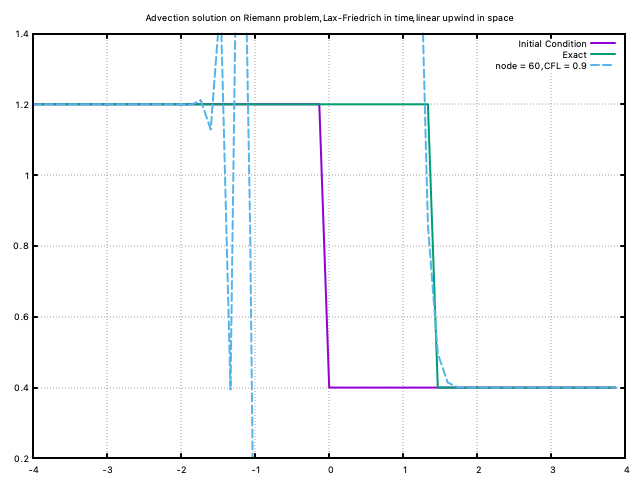 Advection solution on Riemann problem,Lax-Friedrich in time,linear upwind in space
Initial Condition
Exact
node = 60,CFL = 0.9
1.4
1.2
1
0.8
0.6
0.4
0.2
-4 -3 -2 -1 0 1 2 3 4